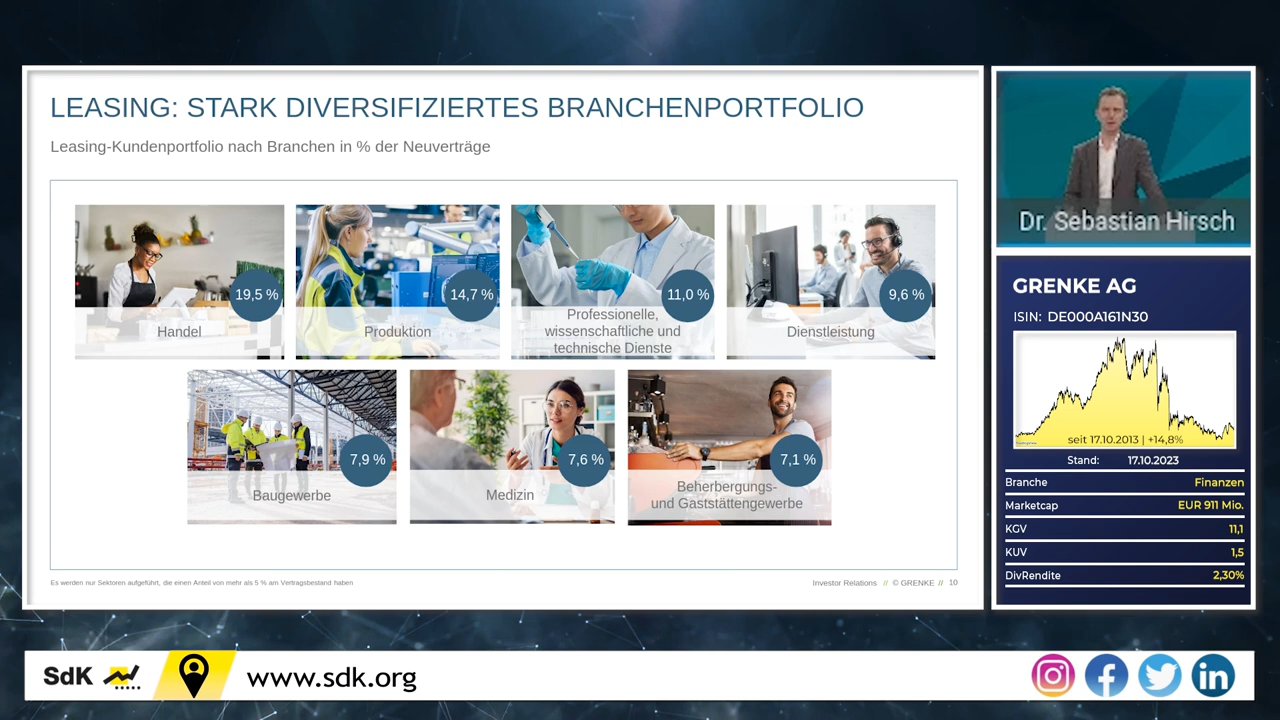 LEASING: STARK DIVERSIFIZIERTES BRANCHENPORTFOLIO
Leasing-Kundenportfolio nach Branchen in % der Neuverträge
19,5 %
Handel
14,7 %
Produktion
11,0 %
Professionelle,
wissenschaftliche und
technische Dienste
9,6 %
Dienstleistung
7,9 %
Baugewerbe
7,6 %
Medizin
7,1 %
Beherbergungs-
und Gaststättengewerbe
Es werden nur Sektoren aufgeführt, die einen Anteil von mehr als 5 % am Vertragsbestand haben
Investor Relations // © GRENKE // 10
Dr. Sebastian Hirsch
GRENKE AG
ISIN: DE000A161N30
seit 17.10.2013 | +14,8%
Stand: 17.10.2023
Branche Finanzen
Marketcap EUR 911 Mio.
KGV 11,1
KUV 1,5
DivRendite 2,30%
SdK
www.sdk.org